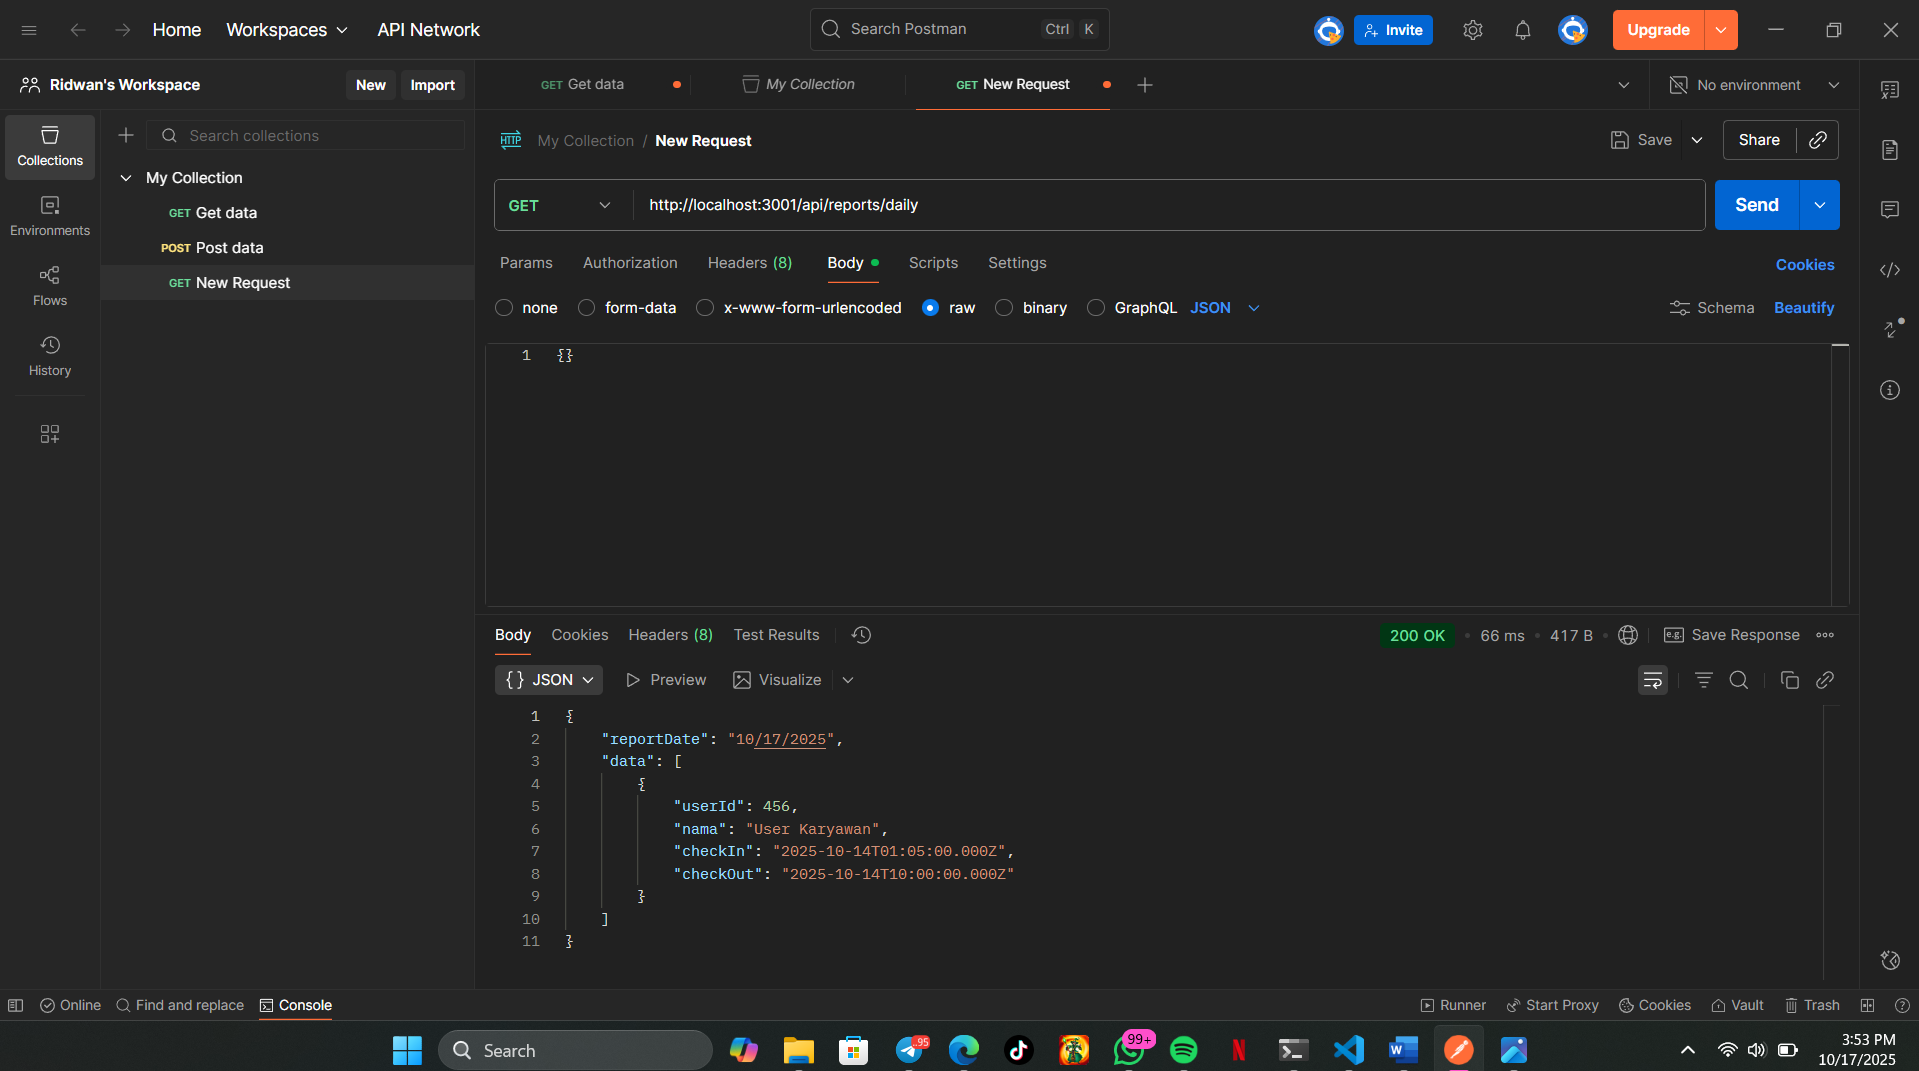 Home
Workspaces
API Network
Search Postman
Ctrl K
Invite
Upgrade
Ridwan's Workspace
New
Import
GET Get data
My Collection
GET New Request
No environment
Collections
Environments
Flows
History
Search collections
My Collection
GET Get data
POST Post data
GET New Request
HTTP My Collection / New Request
Save
Share
GET
http://localhost:3001/api/reports/daily
Send
Params Authorization Headers (8) Body Scripts Settings
Cookies
none form-data x-www-form-urlencoded raw binary GraphQL JSON
Schema Beautify
1 {}
Body Cookies Headers (8) Test Results
200 OK • 66 ms • 417 B
e.g. Save Response
{} JSON Preview Visualize
1 {
2 "reportDate": "10/17/2025",
3 "data": [
4 {
5 "userId": 456,
6 "nama": "User Karyawan",
7 "checkIn": "2025-10-14T01:05:00.000Z",
8 "checkOut": "2025-10-14T10:00:00.000Z"
9 }
10 ]
11 }
Online Find and replace Console
Runner Start Proxy Cookies Vault Trash
Search
..95
99+
N
W
3:53 PM
10/17/2025